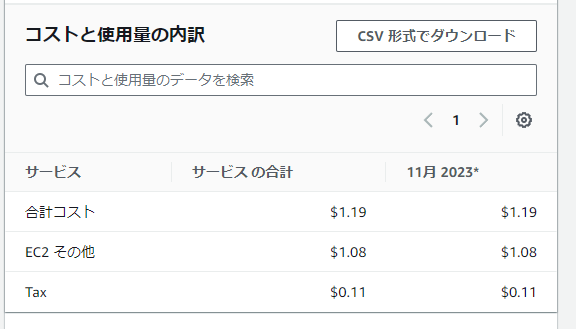 コストと使用量の内訳
CSV 形式でダウンロード
コストと使用量のデータを検索
1
サービス サービス の合計 11月 2023*
合計コスト $1.19 $1.19
EC2 その他 $1.08 $1.08
Tax $0.11 $0.11